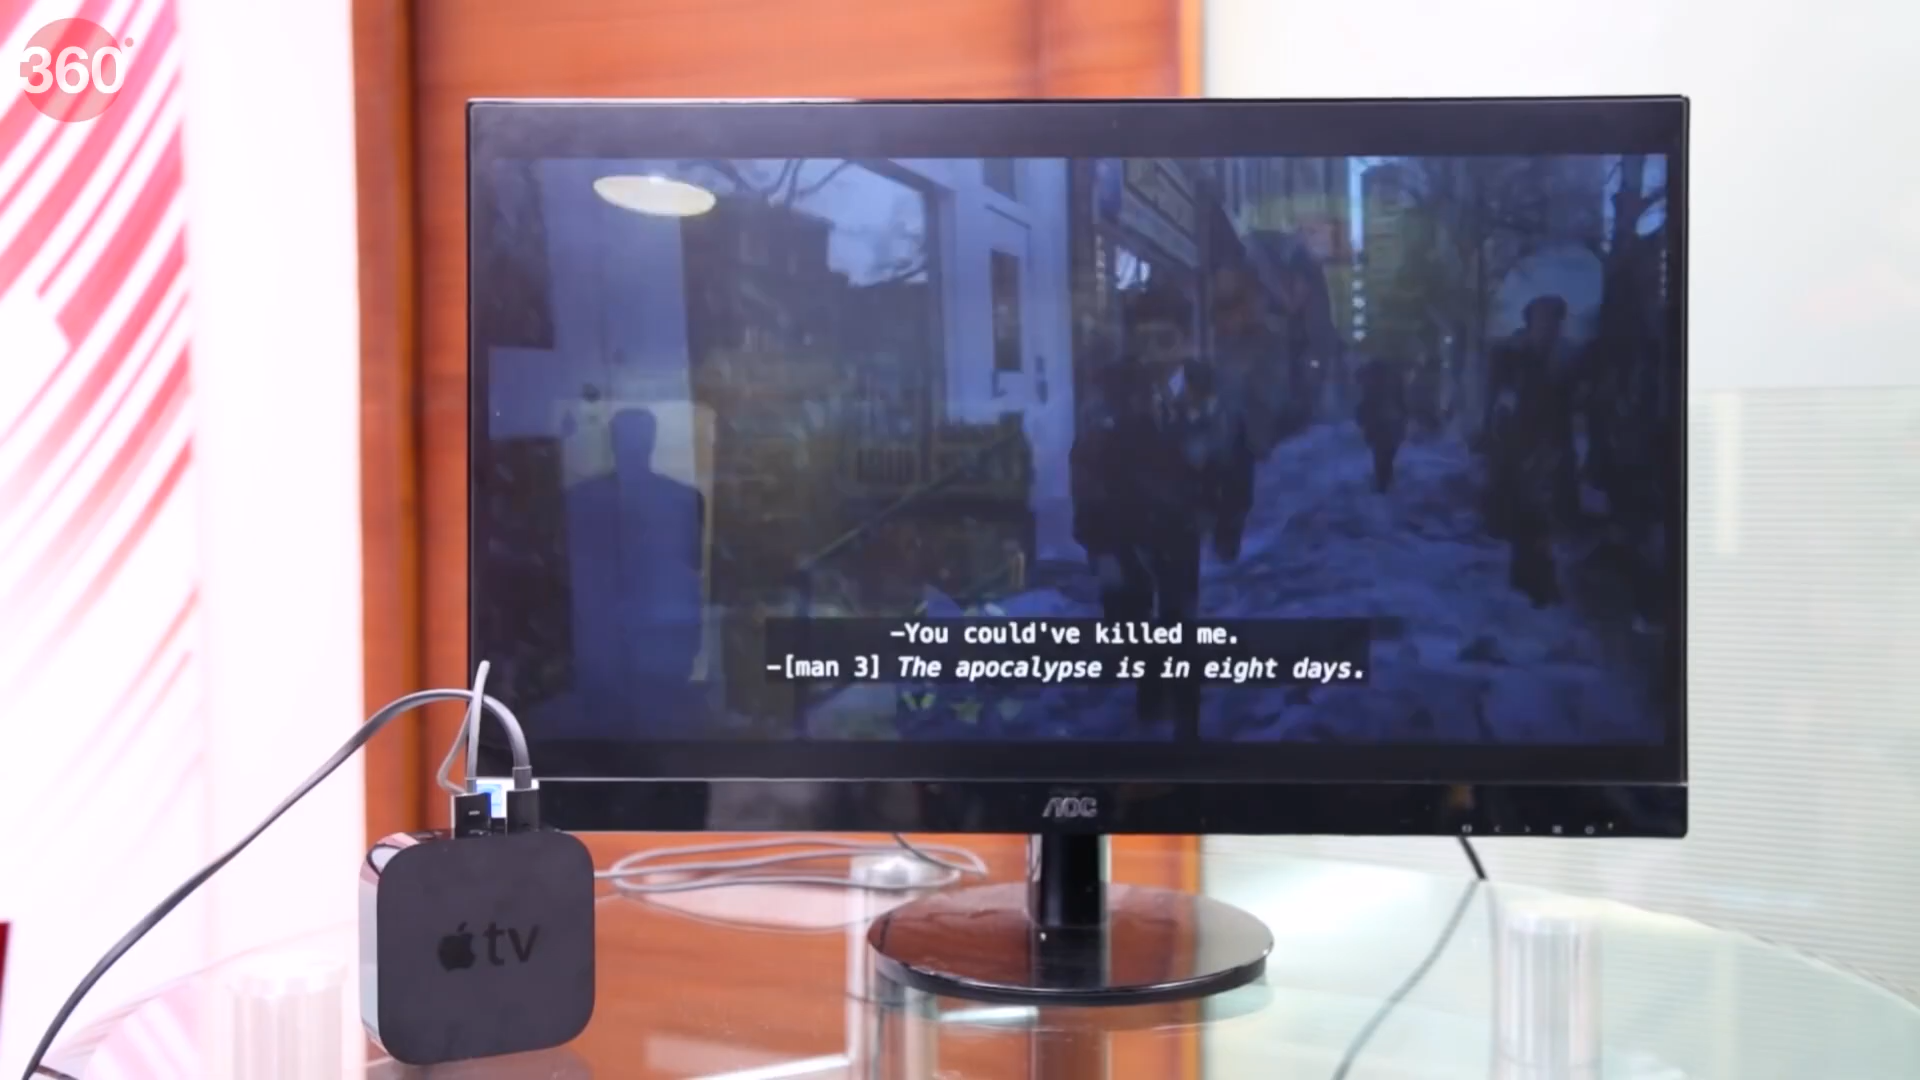 360°
–You could've killed me.
–[man 3] The apocalypse is in eight days.
AOC
tv